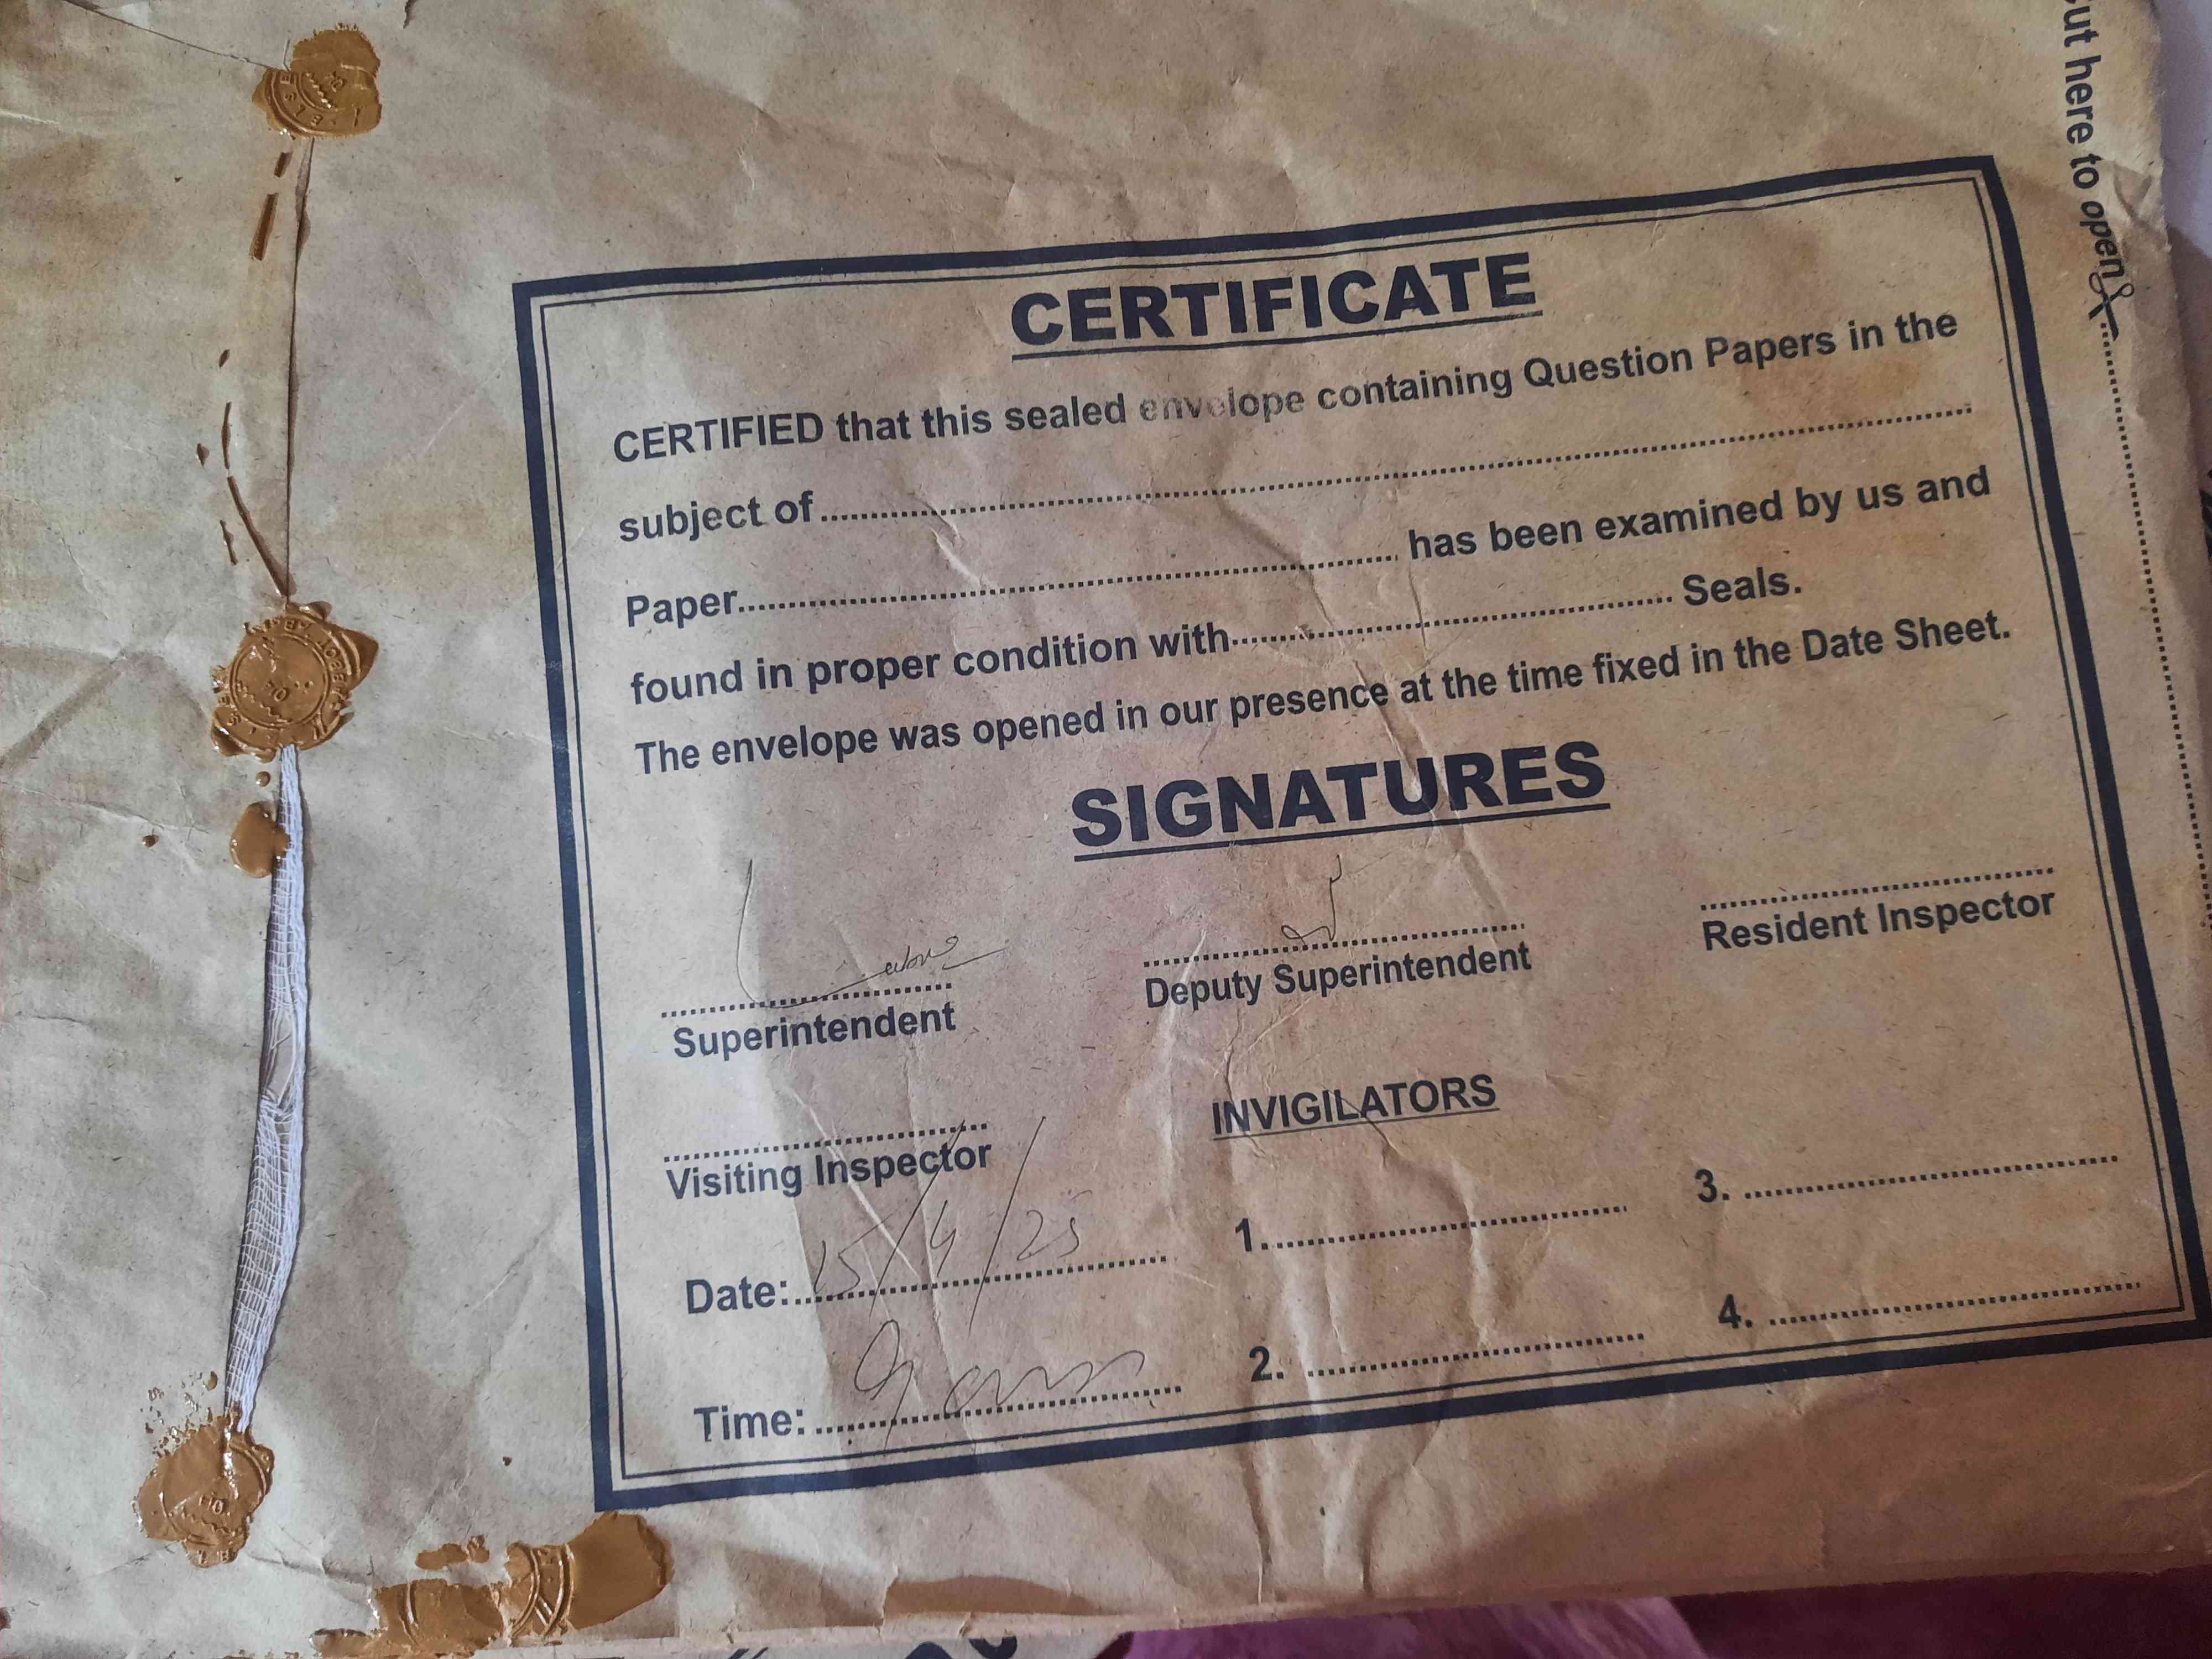 Cut here to open
CERTIFICATE
CERTIFIED that this sealed envelope containing Question Papers in the
subject of
Paper has been examined by us and
found in proper condition with Seals.
The envelope was opened in our presence at the time fixed in the Date Sheet.
SIGNATURES
Superintendent
Deputy Superintendent
Resident Inspector
Visiting Inspector
INVIGILATORS
Date: 15/4/25
1.
3.
Time: 9 am
2.
4.